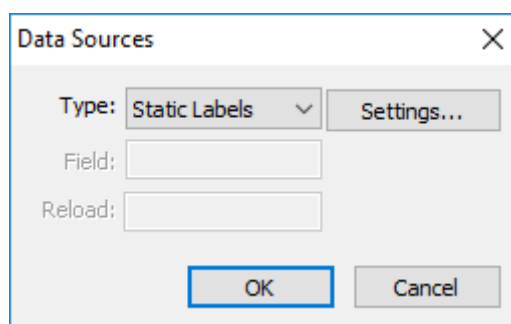 Data Sources
Type: Static Labels Settings...
Field:
Reload:
OK Cancel